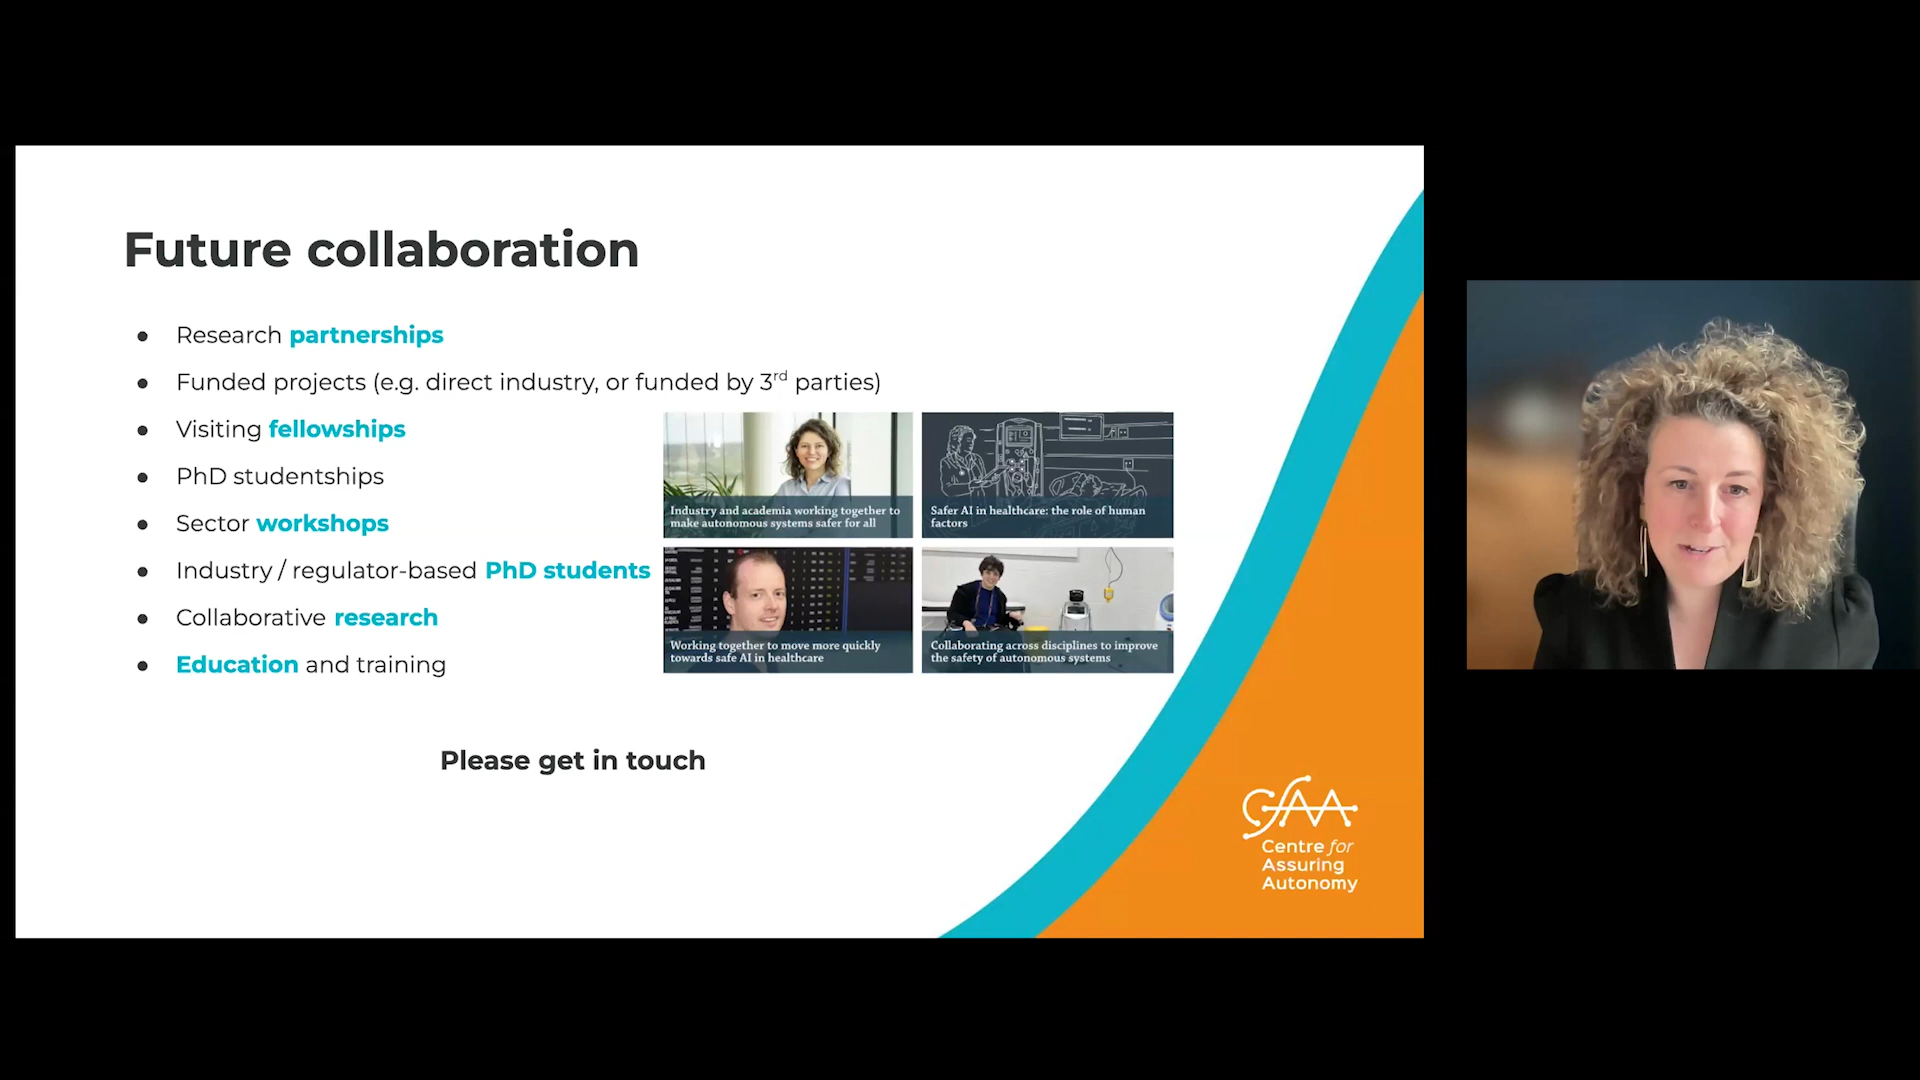 Future collaboration
● Research partnerships
● Funded projects (e.g. direct industry, or funded by 3rd parties)
● Visiting fellowships
● PhD studentships
● Sector workshops
● Industry / regulator-based PhD students
● Collaborative research
● Education and training
Industry and academia working together to
make autonomous systems safer for all
Safer AI in healthcare: the role of human
factors
Working together to move more quickly
towards safe AI in healthcare
Collaborating across disciplines to improve
the safety of autonomous systems
Please get in touch
CfAA
Centre for
Assuring
Autonomy